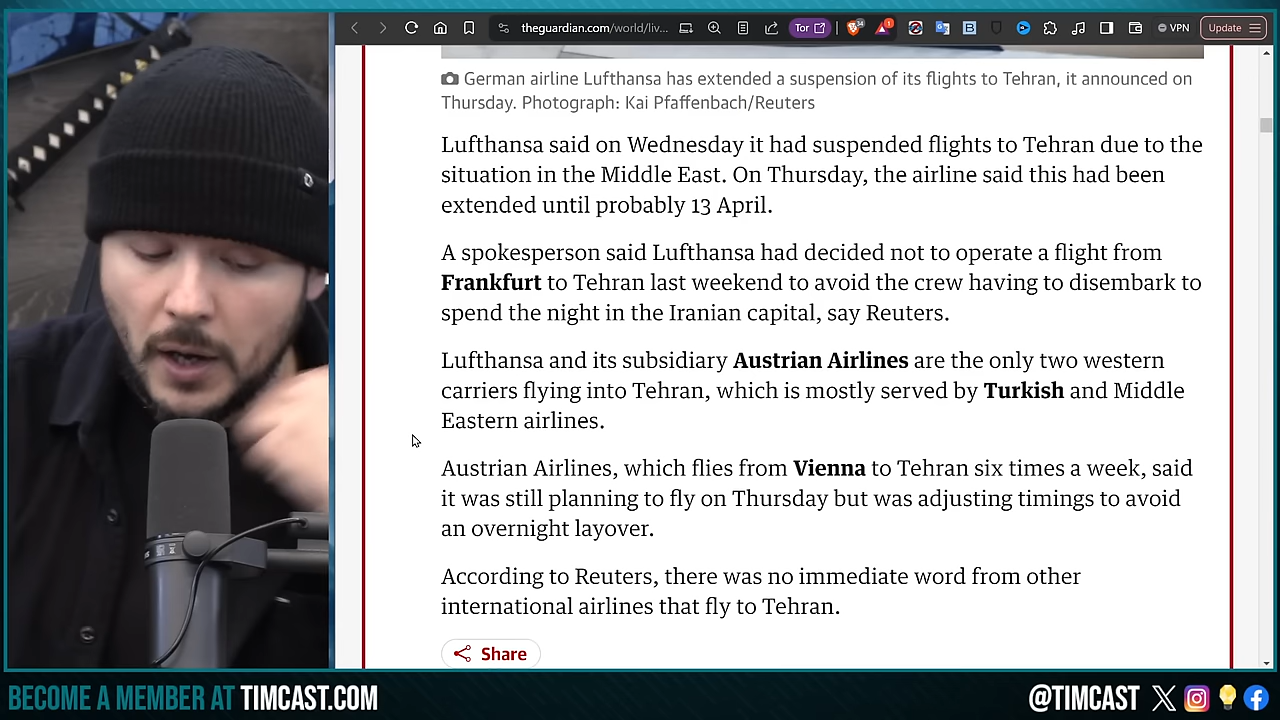 theguardian.com/world/liv...
Tor
VPN
Update
German airline Lufthansa has extended a suspension of its flights to Tehran, it announced on
Thursday. Photograph: Kai Pfaffenbach/Reuters
Lufthansa said on Wednesday it had suspended flights to Tehran due to the
situation in the Middle East. On Thursday, the airline said this had been
extended until probably 13 April.
A spokesperson said Lufthansa had decided not to operate a flight from
Frankfurt to Tehran last weekend to avoid the crew having to disembark to
spend the night in the Iranian capital, say Reuters.
Lufthansa and its subsidiary Austrian Airlines are the only two western
carriers flying into Tehran, which is mostly served by Turkish and Middle
Eastern airlines.
Austrian Airlines, which flies from Vienna to Tehran six times a week, said
it was still planning to fly on Thursday but was adjusting timings to avoid
an overnight layover.
According to Reuters, there was no immediate word from other
international airlines that fly to Tehran.
Share
BECOME A MEMBER AT TIMCAST.COM
@TIMCAST